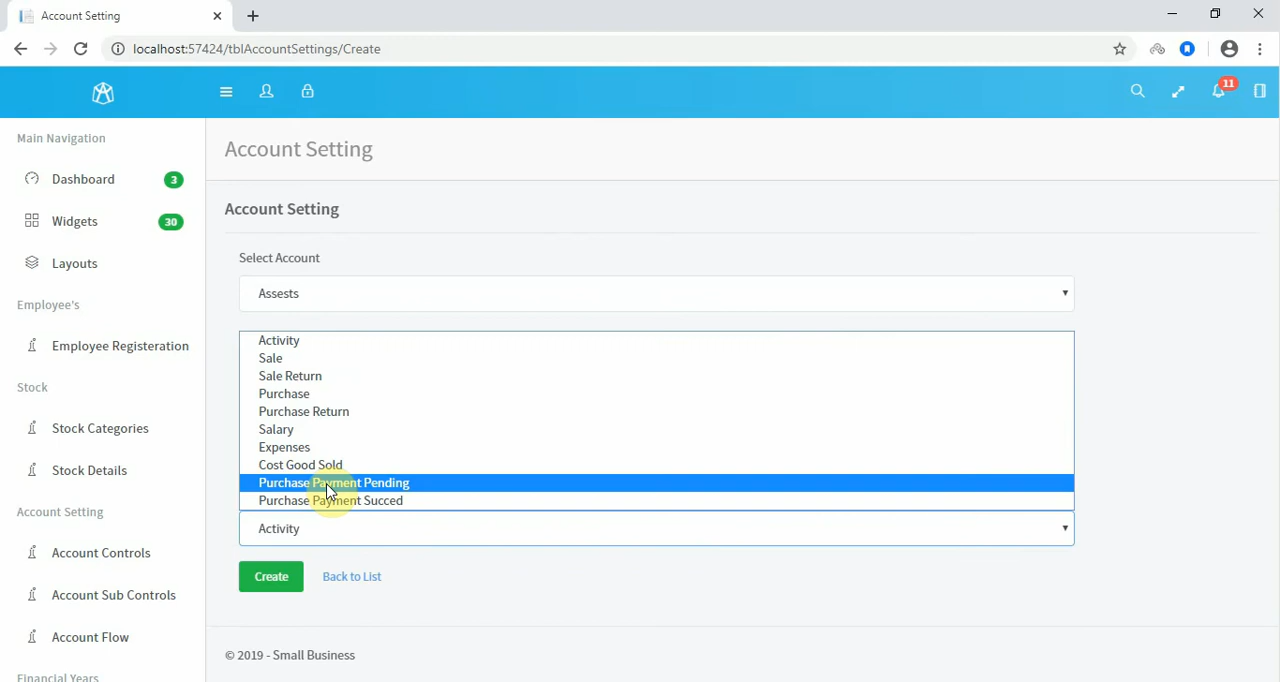 Account Setting
localhost:57424/tblAccountSettings/Create
11
Main Navigation
Dashboard 3
Widgets 30
Layouts
Employee's
Employee Registeration
Stock
Stock Categories
Stock Details
Account Setting
Account Controls
Account Sub Controls
Account Flow
Financial Years
Account Setting
Account Setting
Select Account
Assests
Activity
Sale
Sale Return
Purchase
Purchase Return
Salary
Expenses
Cost Good Sold
Purchase Payment Pending
Purchase Payment Succed
Activity
Create Back to List
© 2019 - Small Business